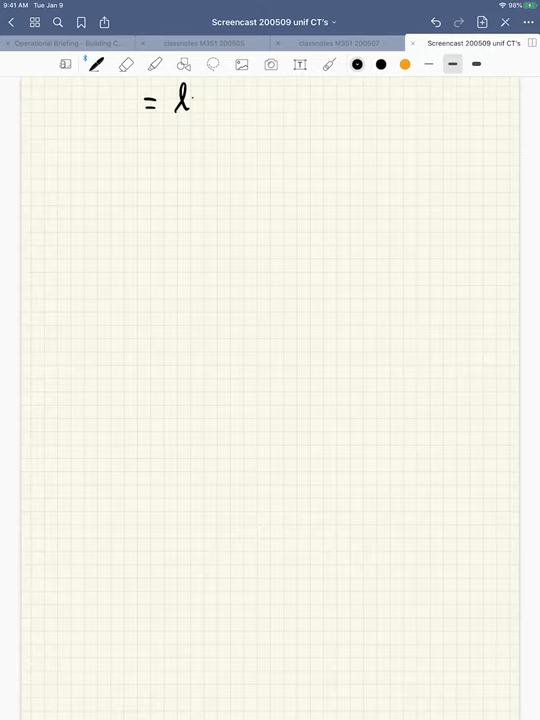 9:41 AM Tue Jan 9 98%
Screencast 200509 unif CT's
Operational Briefing - Building C... classnotes M351 200505 classnotes M351 200507 Screencast 200509 unif CT's
= l